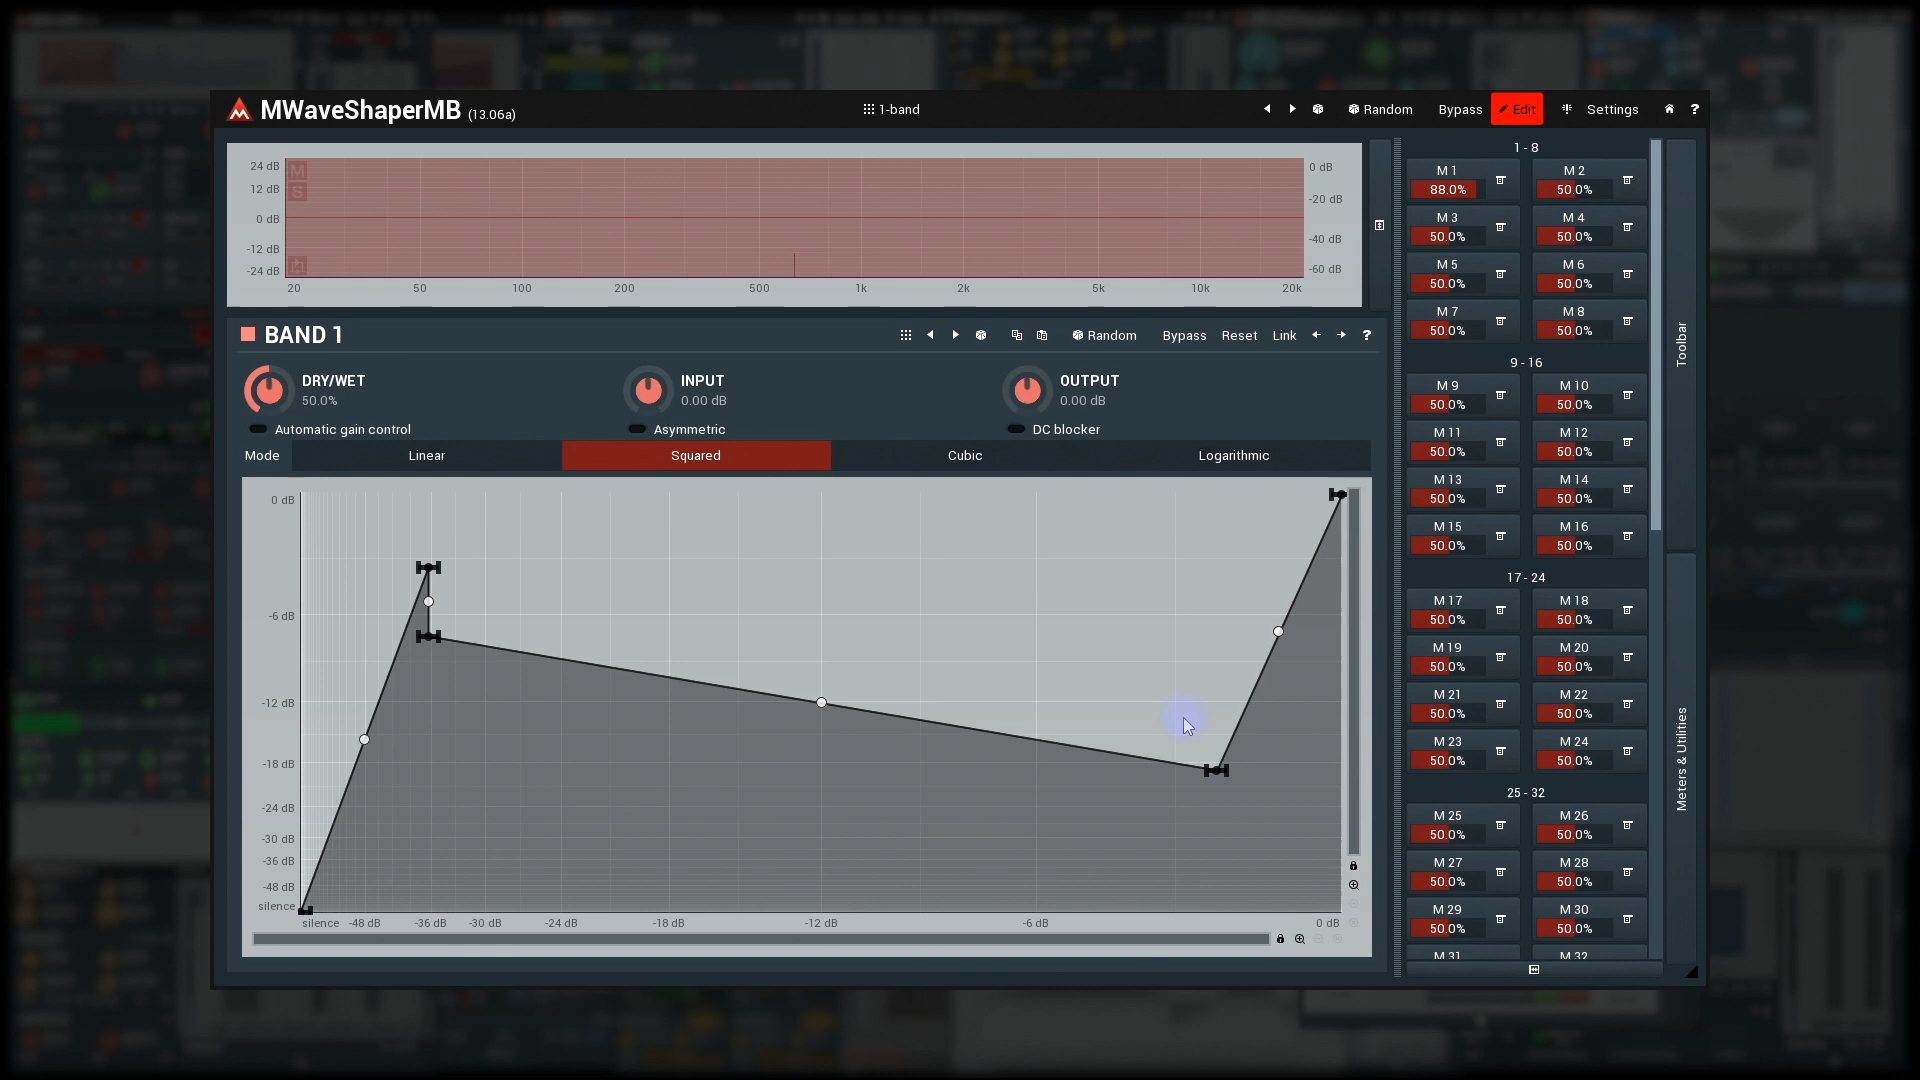 MWaveShaperMB (13.06a)
1-band
Random
Bypass
Edit
Settings
?
24 dB
12 dB
0 dB
-12 dB
-24 dB
M
S
0 dB
-20 dB
-40 dB
-60 dB
20 50 100 200 500 1k 2k 5k 10k 20k
BAND 1
Random
Bypass
Reset
Link
?
DRY/WET
50.0%
INPUT
0.00 dB
OUTPUT
0.00 dB
Automatic gain control
Asymmetric
DC blocker
Mode Linear Squared Cubic Logarithmic
0 dB
-6 dB
-12 dB
-18 dB
-24 dB
-30 dB
-36 dB
-48 dB
silence
silence -48 dB -36 dB -30 dB -24 dB -18 dB -12 dB -6 dB 0 dB
1 - 8
M 1 M 2
88.0% 50.0%
M 3 M 4
50.0% 50.0%
M 5 M 6
50.0% 50.0%
M 7 M 8
50.0% 50.0%
9 - 16
M 9 M 10
50.0% 50.0%
M 11 M 12
50.0% 50.0%
M 13 M 14
50.0% 50.0%
M 15 M 16
50.0% 50.0%
17 - 24
M 17 M 18
50.0% 50.0%
M 19 M 20
50.0% 50.0%
M 21 M 22
50.0% 50.0%
M 23 M 24
50.0% 50.0%
25 - 32
M 25 M 26
50.0% 50.0%
M 27 M 28
50.0% 50.0%
M 29 M 30
50.0% 50.0%
M 31 M 32
Toolbar
Meters & Utilities